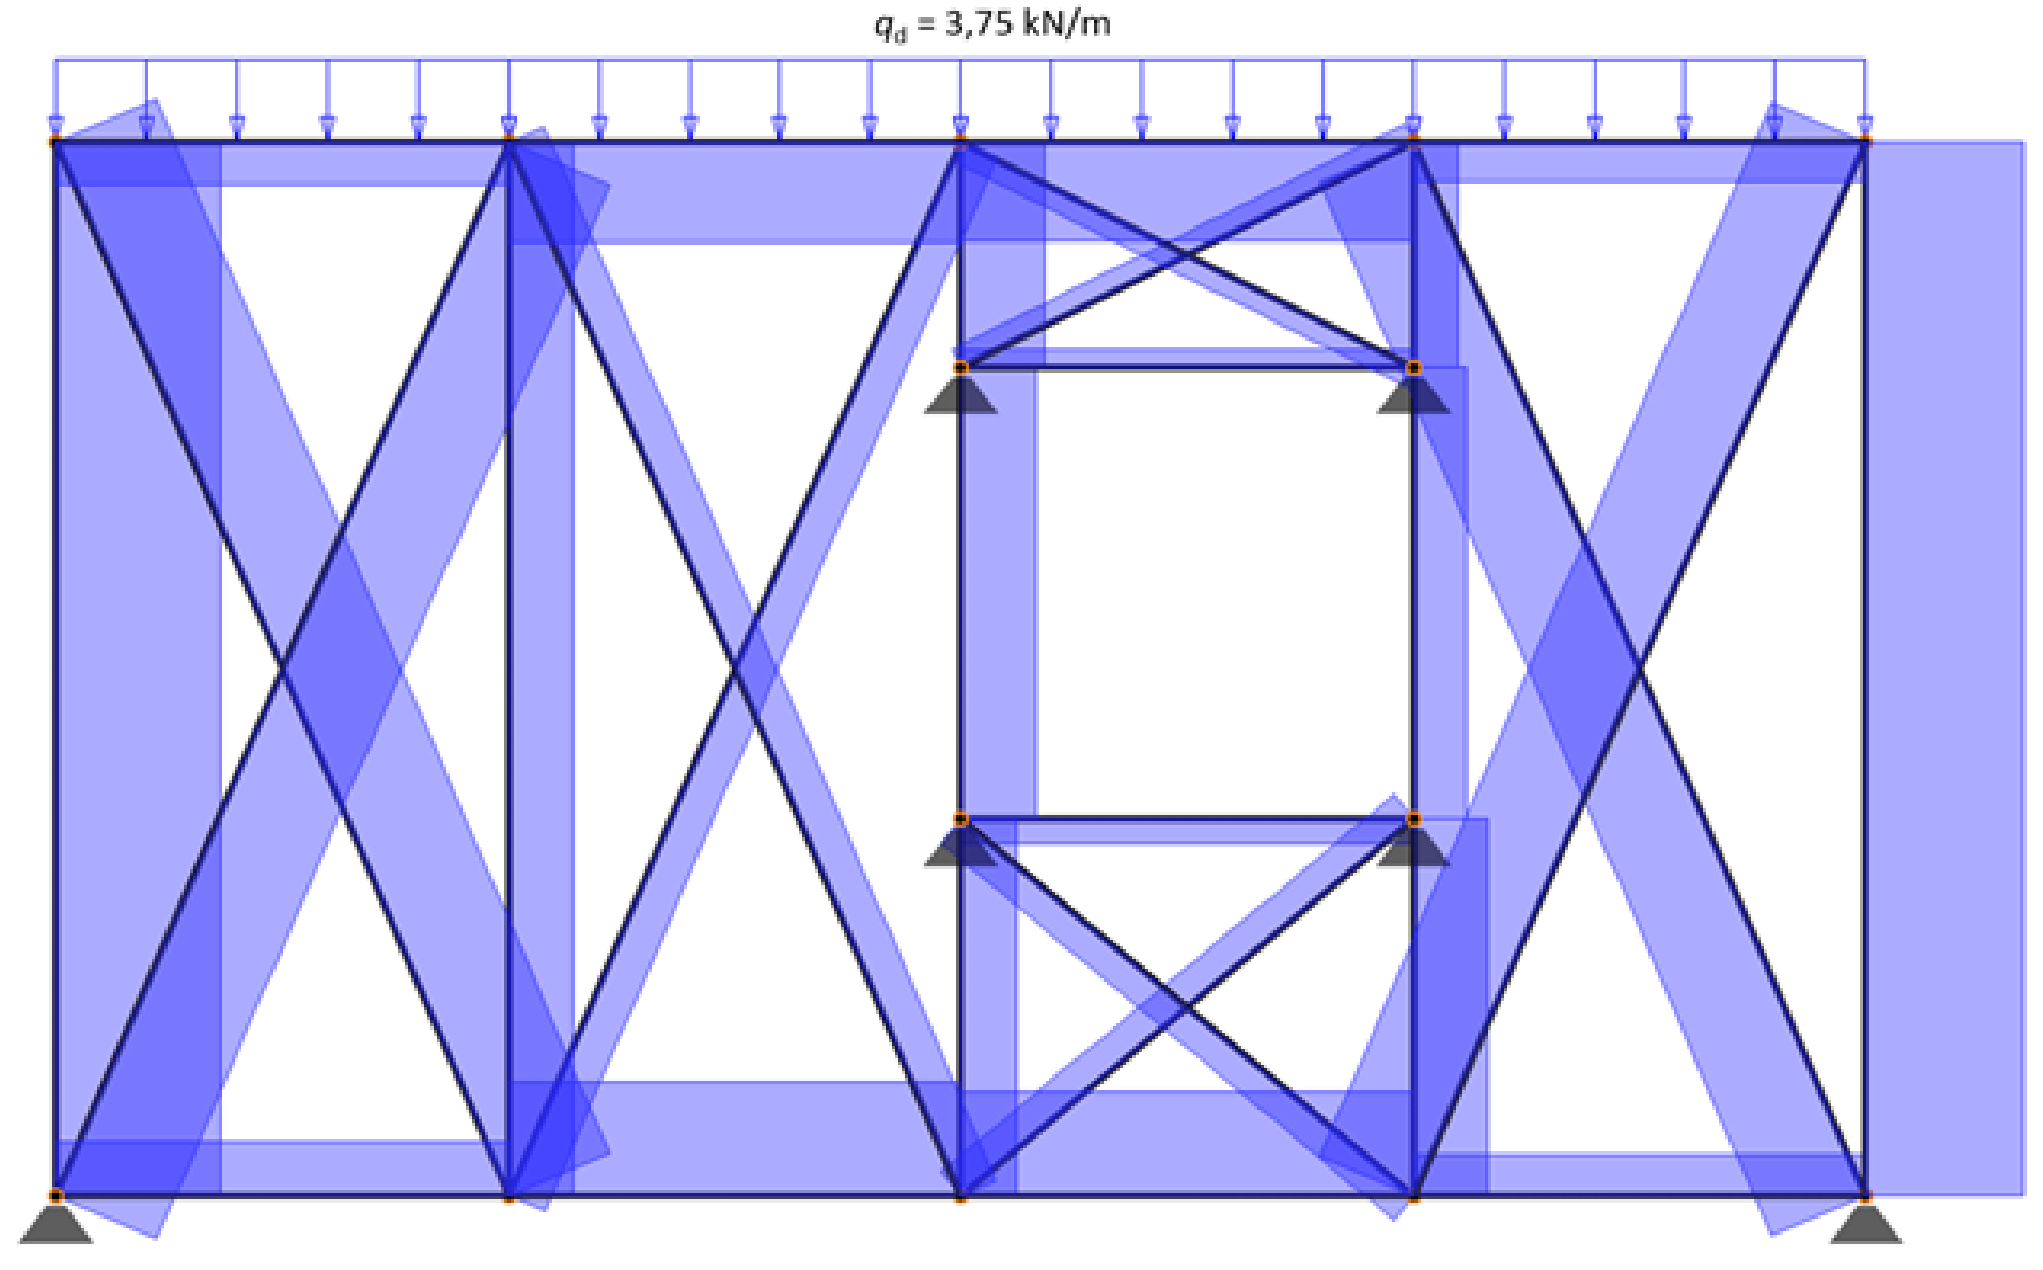 q_d = 3,75 kN/m